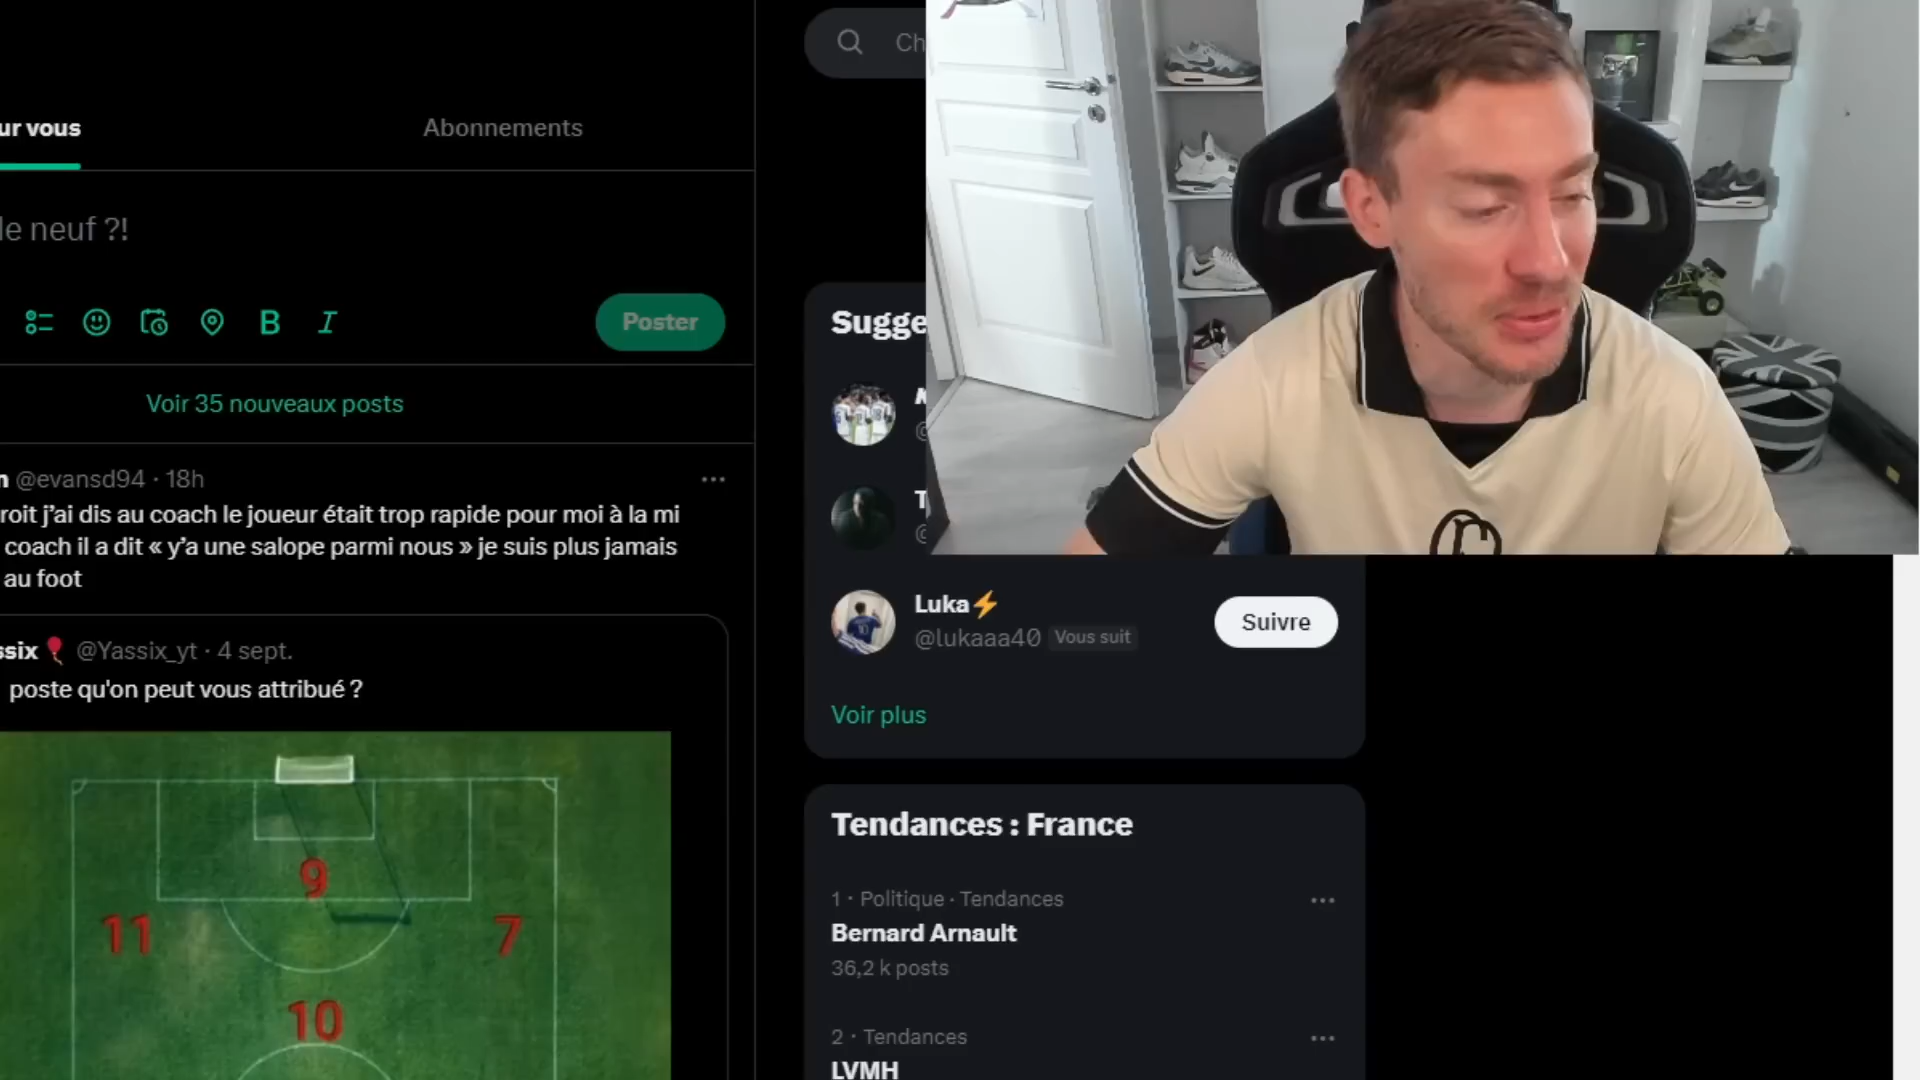 ur vous
Abonnements
Ch
de neuf ?!
B I
Poster
Voir 35 nouveaux posts
@evansd94 · 18h
roit j'ai dis au coach le joueur était trop rapide pour moi à la mi
coach il a dit « y'a une salope parmi nous » je suis plus jamais
au foot
ssix @Yassix_yt · 4 sept.
poste qu'on peut vous attribué ?
9
11
7
10
Sugge
Luka⚡
@lukaaa40 Vous suit
Suivre
Voir plus
Tendances : France
1 · Politique · Tendances
Bernard Arnault
36,2 k posts
2 · Tendances
LVMH